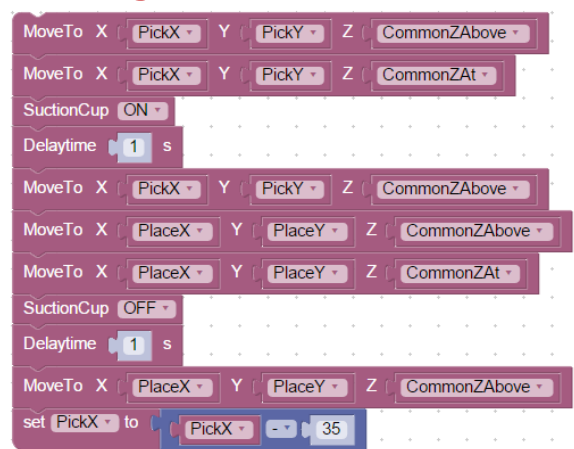 MoveTo X PickX Y PickY Z CommonZAbove
MoveTo X PickX Y PickY Z CommonZAt
SuctionCup ON
Delaytime 1 s
MoveTo X PickX Y PickY Z CommonZAbove
MoveTo X PlaceX Y PlaceY Z CommonZAbove
MoveTo X PlaceX Y PlaceY Z CommonZAt
SuctionCup OFF
Delaytime 1 s
MoveTo X PlaceX Y PlaceY Z CommonZAbove
set PickX to PickX - 35